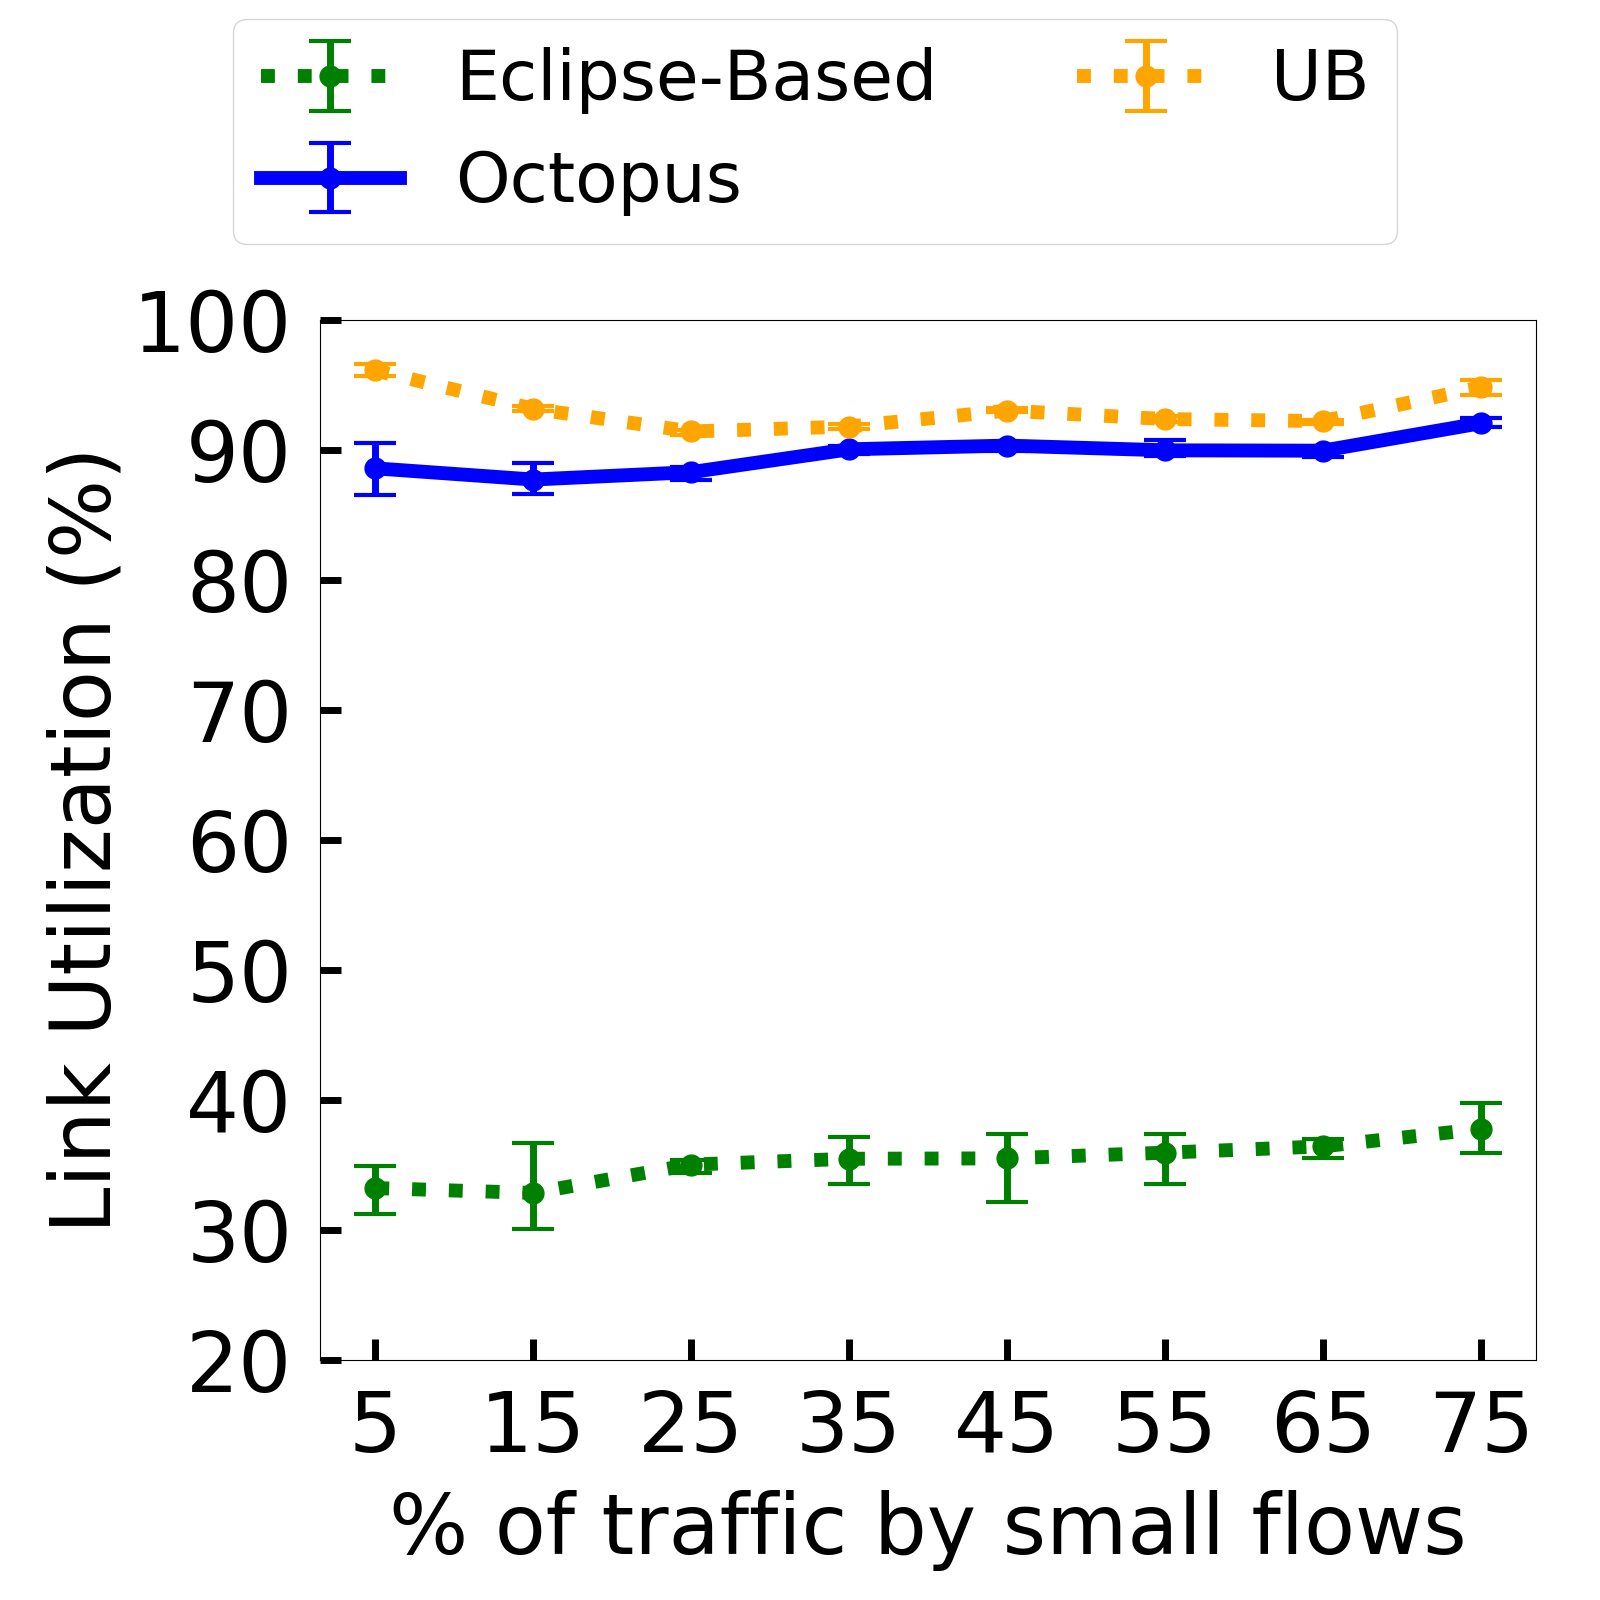 Eclipse-Based
UB
Octopus
100
90
80
70
60
50
40
30
20
Link Utilization (%)
5 15 25 35 45 55 65 75
% of traffic by small flows